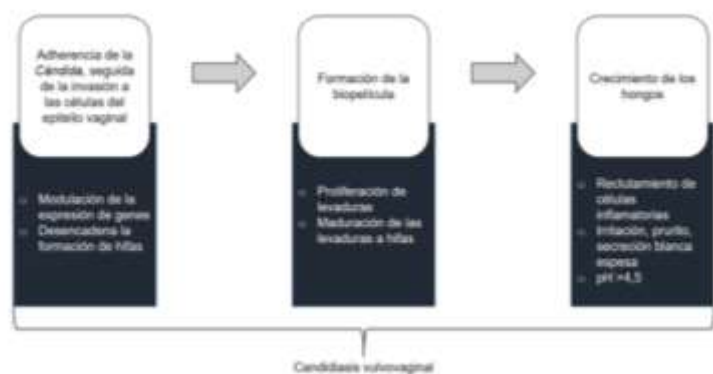 Adherencia de la
Cándida, seguida
de la invasión a
las células del
epitelio vaginal
Modulación de la
expresión de genes
Desencadena la
formación de hifas
Formación de la
biopelícula
Proliferación de
levaduras
Maduración de las
levaduras a hifas
Crecimiento de los
hongos
Reclutamiento de
células
inflamatorias
Irritación, prurito,
secreción blanca
espesa
pH >4,5
Candidiasis vulvovaginal